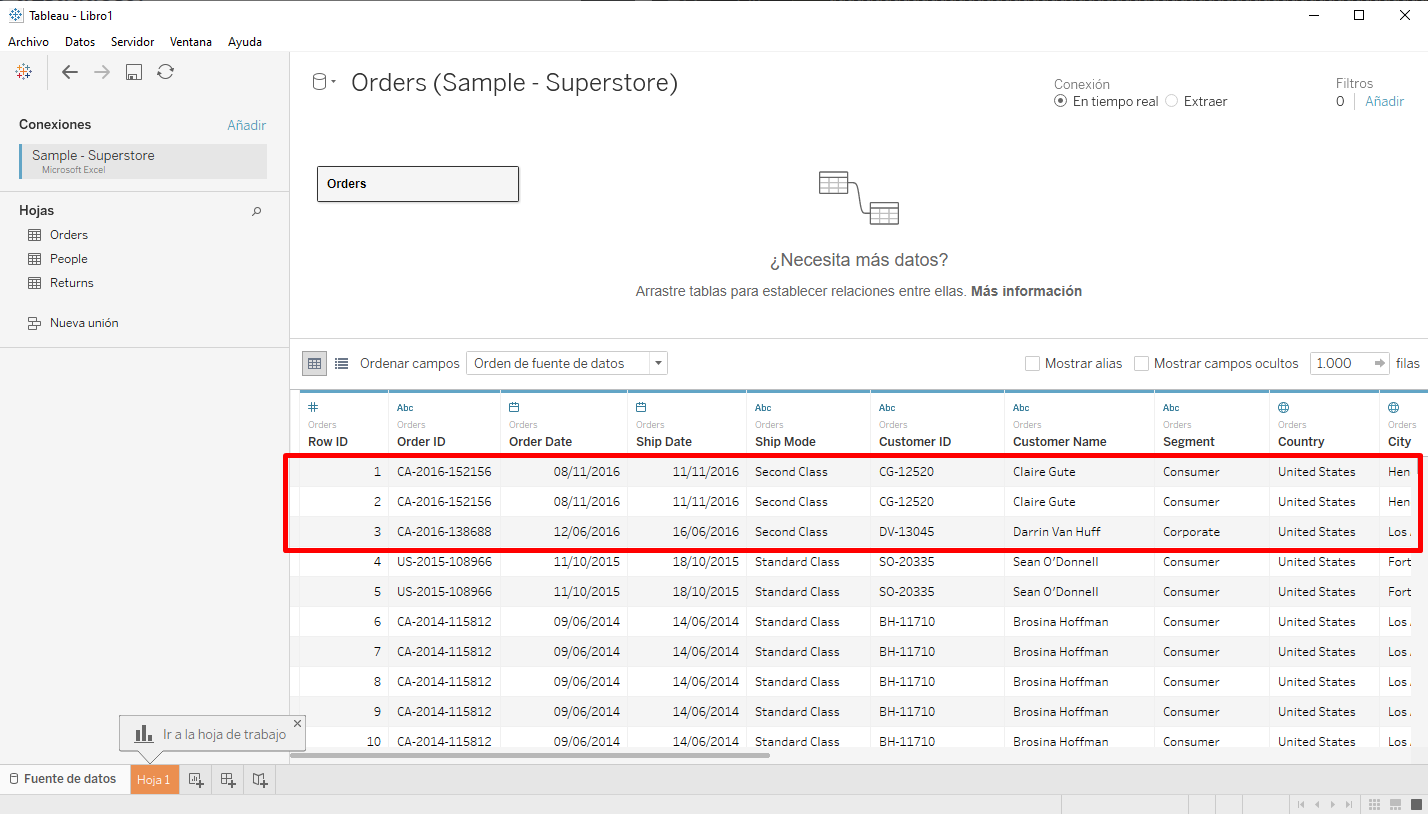 Tableau - Libro1
Archivo Datos Servidor Ventana Ayuda
Orders (Sample - Superstore)
Conexión
En tiempo real Extraer
Filtros
0 Añadir
Conexiones Añadir
Sample - Superstore
Microsoft Excel
Hojas
Orders
People
Returns
Nueva unión
Orders
¿Necesita más datos?
Arrastre tablas para establecer relaciones entre ellas. Más información
Ordenar campos Orden de fuente de datos Mostrar alias Mostrar campos ocultos 1.000 filas
# Abc Abc Abc Abc Abc
Orders Orders Orders Orders Orders Orders Orders Orders Orders Orders
Row ID Order ID Order Date Ship Date Ship Mode Customer ID Customer Name Segment Country City
1 CA-2016-152156 08/11/2016 11/11/2016 Second Class CG-12520 Claire Gute Consumer United States Hen
2 CA-2016-152156 08/11/2016 11/11/2016 Second Class CG-12520 Claire Gute Consumer United States Hen
3 CA-2016-138688 12/06/2016 16/06/2016 Second Class DV-13045 Darrin Van Huff Corporate United States Los
4 US-2015-108966 11/10/2015 18/10/2015 Standard Class SO-20335 Sean O'Donnell Consumer United States Fort
5 US-2015-108966 11/10/2015 18/10/2015 Standard Class SO-20335 Sean O'Donnell Consumer United States Fort
6 CA-2014-115812 09/06/2014 14/06/2014 Standard Class BH-11710 Brosina Hoffman Consumer United States Los
7 CA-2014-115812 09/06/2014 14/06/2014 Standard Class BH-11710 Brosina Hoffman Consumer United States Los
8 CA-2014-115812 09/06/2014 14/06/2014 Standard Class BH-11710 Brosina Hoffman Consumer United States Los
9 CA-2014-115812 09/06/2014 14/06/2014 Standard Class BH-11710 Brosina Hoffman Consumer United States Los
10 CA-2014-115812 09/06/2014 14/06/2014 Standard Class BH-11710 Brosina Hoffman Consumer United States Los
Ir a la hoja de trabajo
Fuente de datos Hoja 1